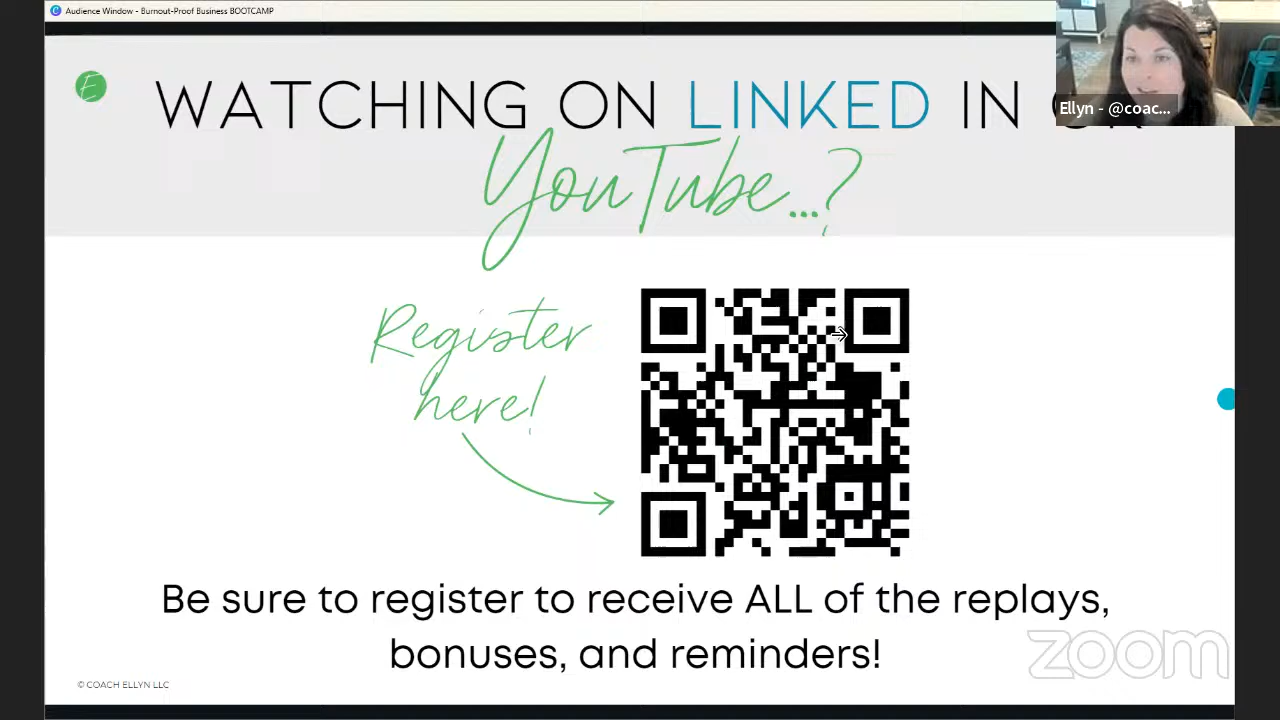 Audience Window - Burnout-Proof Business BOOTCAMP
E
WATCHING ON LINKED IN
YouTube...?
Ellyn - @coac...
Register
here!
Be sure to register to receive ALL of the replays,
bonuses, and reminders!
zoom
© COACH ELLYN LLC